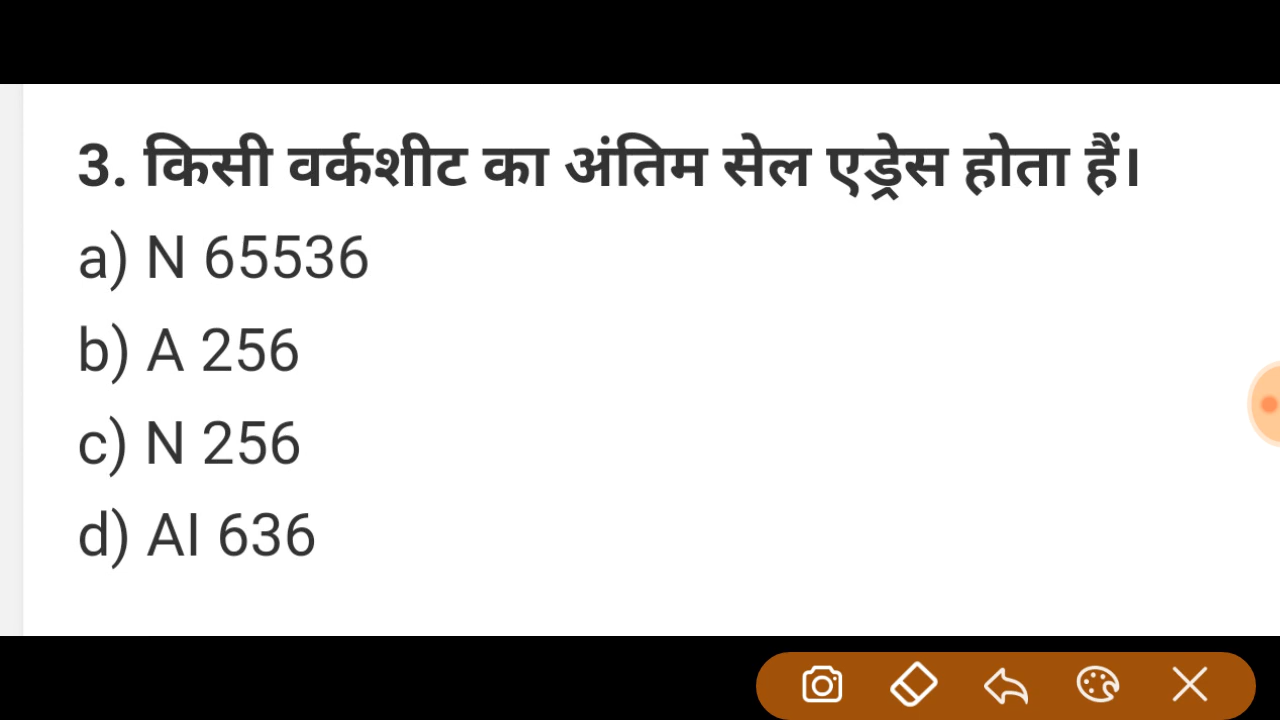 3. किसी वर्कशीट का अंतिम सेल एड्रेस होता हैं।
a) N 65536
b) A 256
c) N 256
d) AI 636